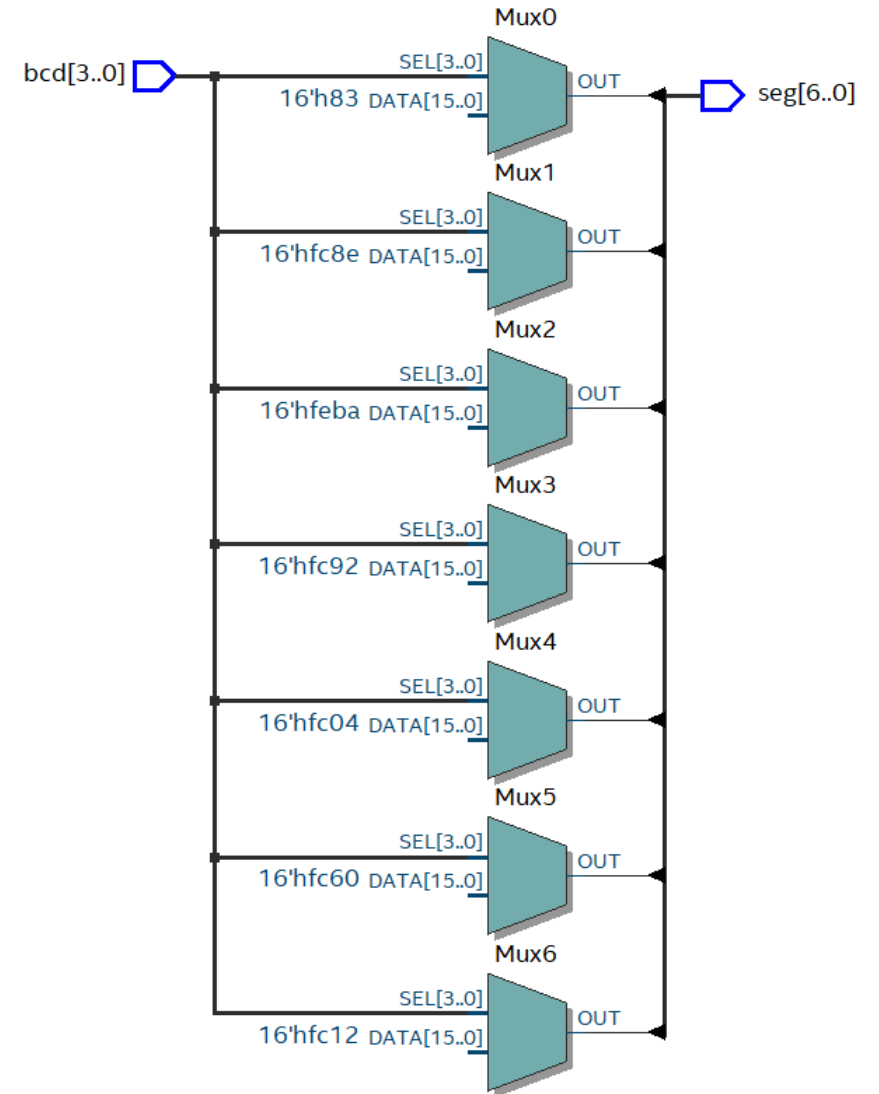 Mux0
bcd[3..0]
SEL[3..0]
16'h83 DATA[15..0]
OUT
seg[6..0]
Mux1
SEL[3..0]
16'hfc8e DATA[15..0]
OUT
Mux2
SEL[3..0]
16'hfeba DATA[15..0]
OUT
Mux3
SEL[3..0]
16'hfc92 DATA[15..0]
OUT
Mux4
SEL[3..0]
16'hfc04 DATA[15..0]
OUT
Mux5
SEL[3..0]
16'hfc60 DATA[15..0]
OUT
Mux6
SEL[3..0]
16'hfc12 DATA[15..0]
OUT